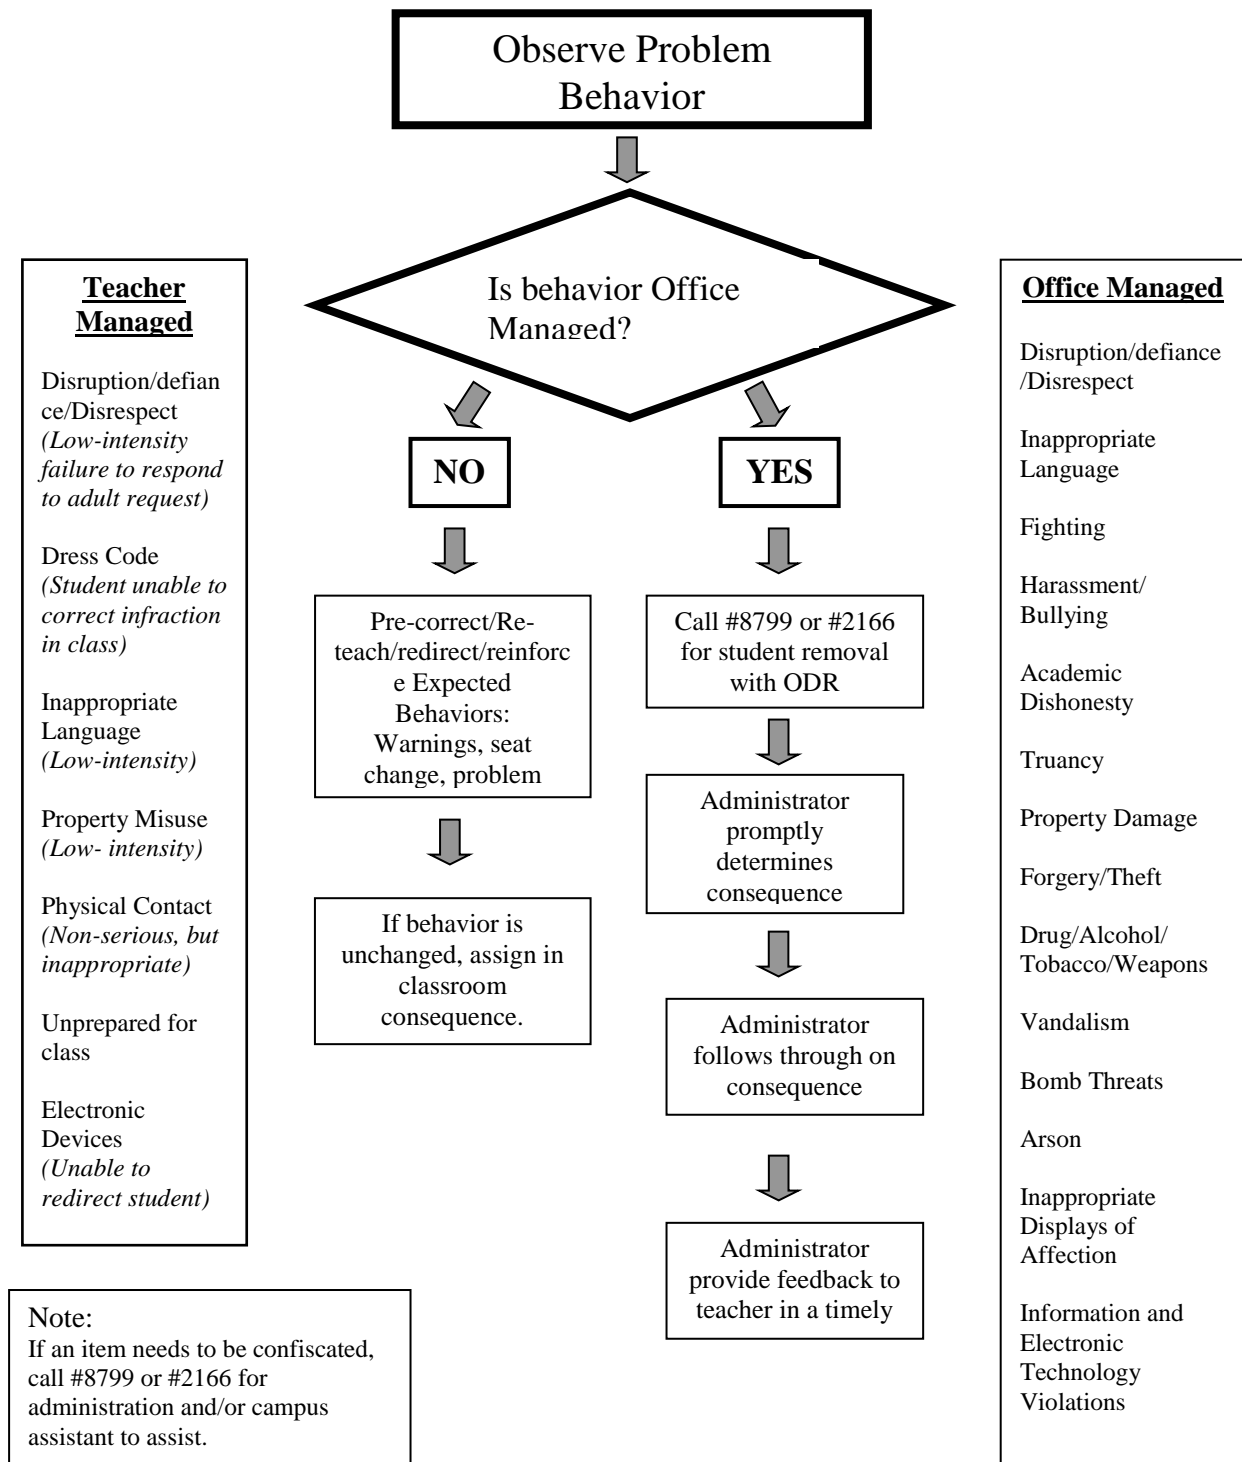 Observe Problem
Behavior
Is behavior Office
Managed?
Teacher
Managed
Disruption/defian
ce/Disrespect
(Low-intensity
failure to respond
to adult request)
Dress Code
(Student unable to
correct infraction
in class)
Inappropriate
Language
(Low-intensity)
Property Misuse
(Low- intensity)
Physical Contact
(Non-serious, but
inappropriate)
Unprepared for
class
Electronic
Devices
(Unable to
redirect student)
NO
Pre-correct/Re-
teach/redirect/reinforc
e Expected
Behaviors:
Warnings, seat
change, problem
If behavior is
unchanged, assign in
classroom
consequence.
YES
Call #8799 or #2166
for student removal
with ODR
Administrator
promptly
determines
consequence
Administrator
follows through on
consequence
Administrator
provide feedback to
teacher in a timely
Office Managed
Disruption/defiance
/Disrespect
Inappropriate
Language
Fighting
Harassment/
Bullying
Academic
Dishonesty
Truancy
Property Damage
Forgery/Theft
Drug/Alcohol/
Tobacco/Weapons
Vandalism
Bomb Threats
Arson
Inappropriate
Displays of
Affection
Information and
Electronic
Technology
Violations
Note:
If an item needs to be confiscated,
call #8799 or #2166 for
administration and/or campus
assistant to assist.